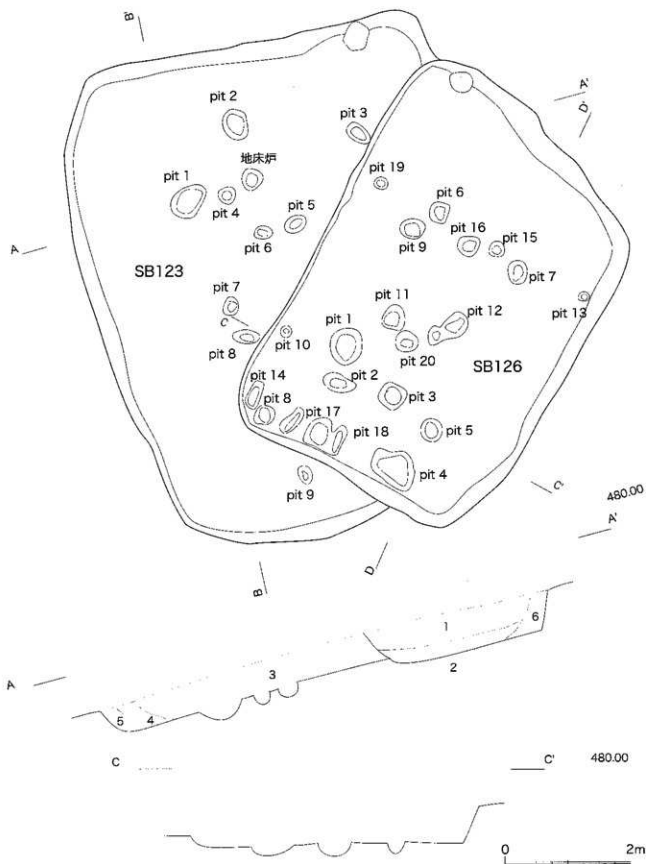 B'
A'
D'
pit 2
pit 3
地床炉
pit 1
pit 19
pit 4
pit 6
pit 5
pit 6
pit 9
pit 16
pit 15
A
SB123
pit 7
pit 7
pit 11
pit 13
C
pit 1
pit 12
pit 8
pit 10
pit 20
SB126
pit 14
pit 2
pit 3
pit 8
pit 17
pit 18
pit 5
pit 9
pit 4
C'
480.00
A'
B
D
1
6
A
3
2
5
4
C
C'
480.00
0
2m